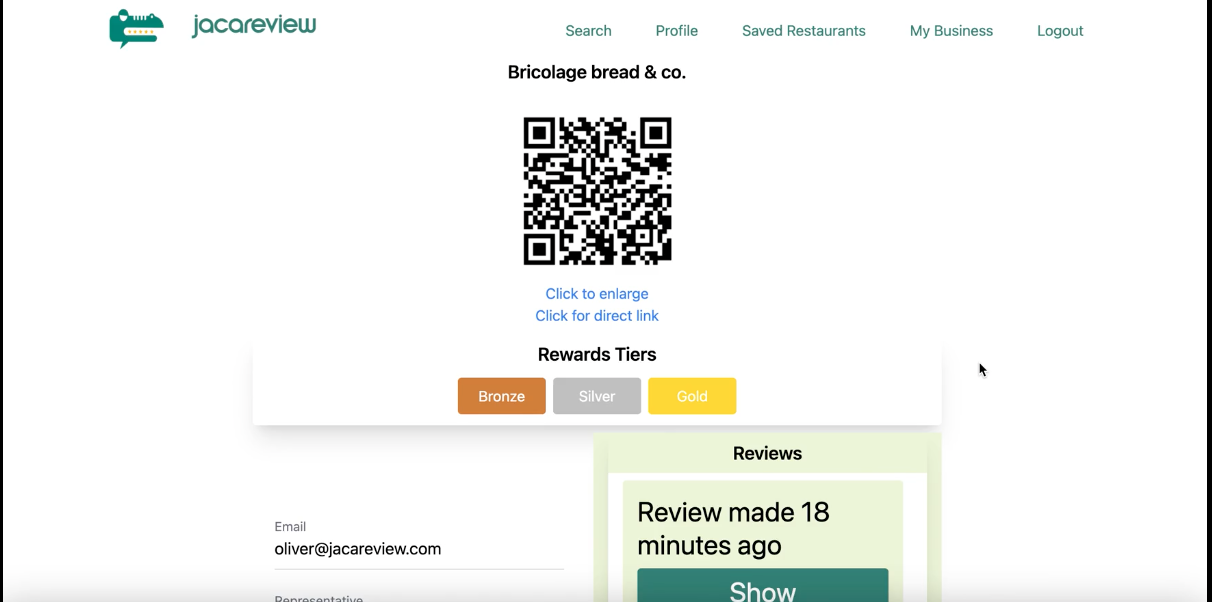 jacareview
Search Profile Saved Restaurants My Business Logout
Bricolage bread & co.
Click to enlarge
Click for direct link
Rewards Tiers
Bronze Silver Gold
Reviews
Review made 18
minutes ago
Show
Email
oliver@jacareview.com
Representative